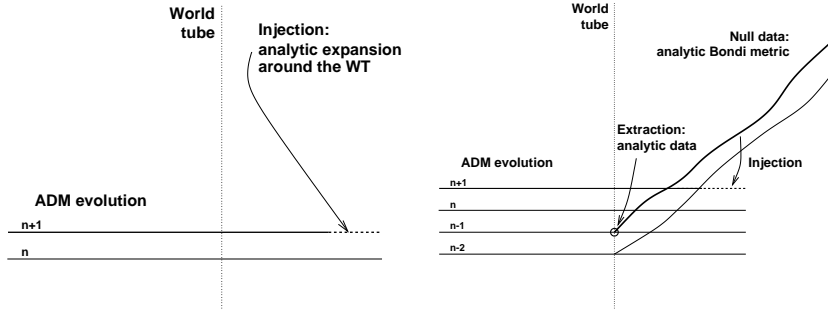 World
tube
Injection:
analytic expansion
around the WT
ADM evolution
n+1
n
World
tube
Null data:
analytic Bondi metric
Extraction:
analytic data
ADM evolution
Injection
n+1
n
n-1
n-2